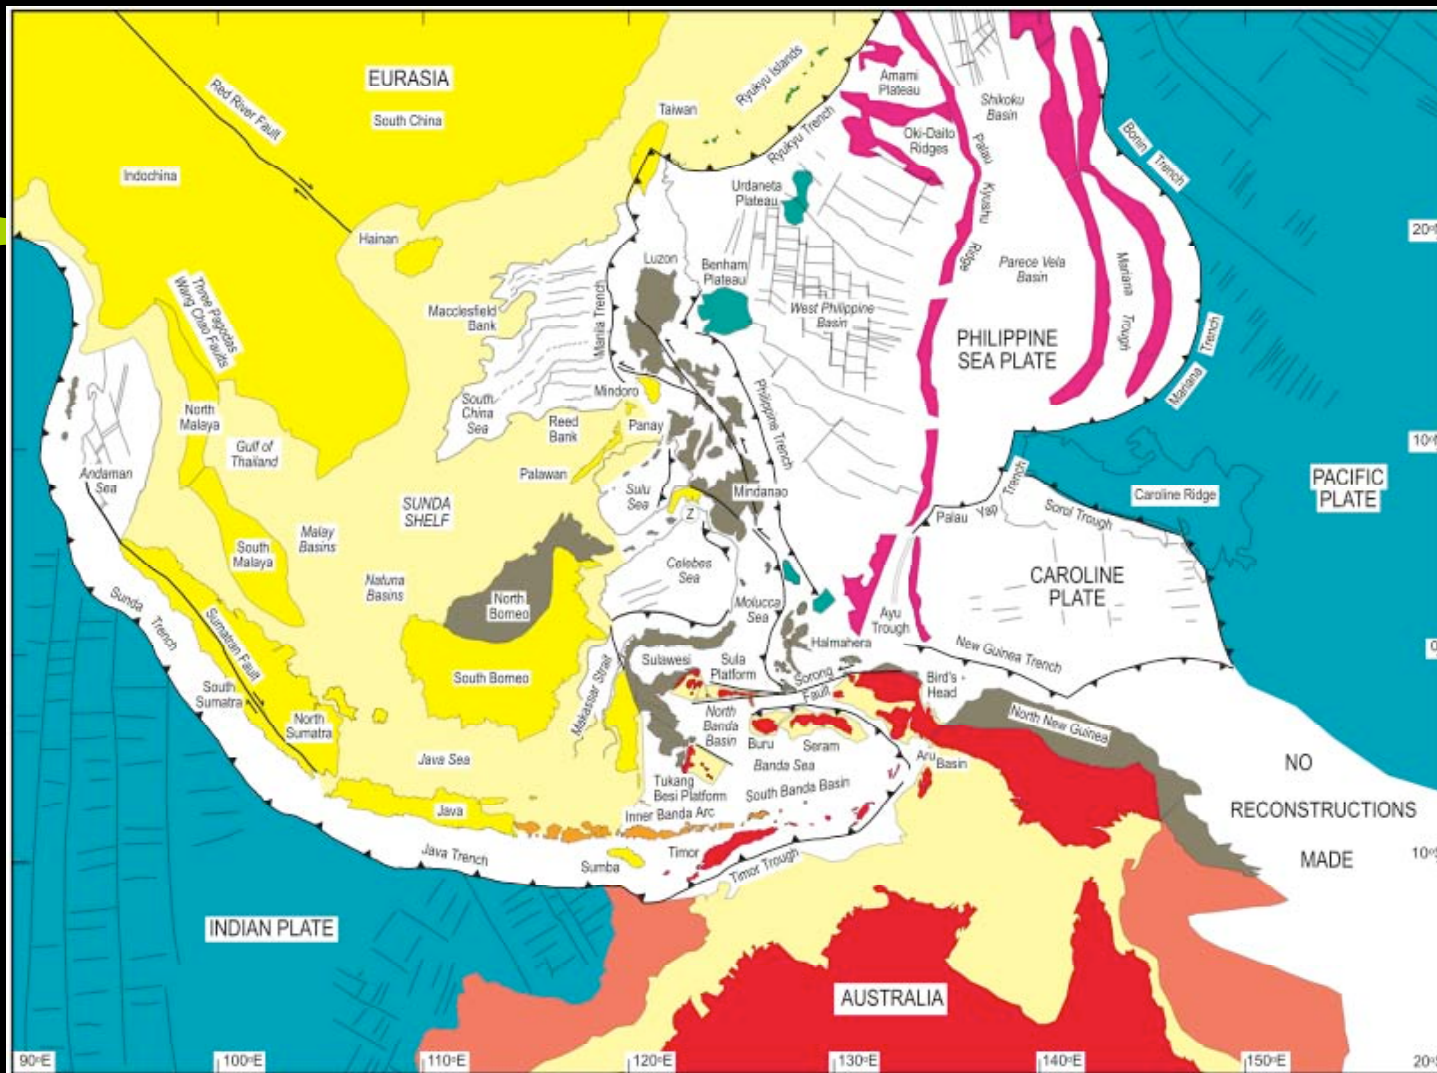 EURASIA
South China
Red River Fault
Indochina
Hainan
Taiwan
Ryukyu Islands
Ryukyu Trench
Amami
Plateau
Shikoku
Basin
Oki-Daito
Ridges
Palau
Kyushu
Ridge
Bonin Trench
Urdaneta
Plateau
20°N
Luzon
Benham
Plateau
Parece Vela
Basin
Mariana
Trough
Mariana
Trench
Three Pagodas
Wang Chao Faults
Macclesfield
Bank
Manila Trench
West Philippine
Basin
PHILIPPINE
SEA PLATE
Mindoro
South
China
Sea
Reed
Bank
Panay
Philippine Trench
North
Malaya
Gulf of
Thailand
10°N
Andaman
Sea
Palawan
Sulu
Sea
Mindanao
Z
SUNDA
SHELF
PACIFIC
PLATE
Caroline Ridge
Palau
Yap
Trench
Sorol Trough
Malay
Basins
South
Malaya
Natuna
Basins
North
Borneo
Celebes
Sea
Molucca
Sea
CAROLINE
PLATE
Ayu
Trough
Halmahera
New Guinea Trench
Sunda
Trench
Sumatran Fault
South
Sumatra
North
Sumatra
South Borneo
Makassar Strait
Sulawesi
Sula
Platform
Sorong
Fault
Bird's
Head
North New Guinea
North
Banda
Basin
Buru
Seram
Banda Sea
Aru
Basin
Java Sea
Tukang
Besi Platform
South Banda Basin
NO
RECONSTRUCTIONS
MADE
Java
Inner Banda Arc
Java Trench
Sumba
Timor
Timor Trough
INDIAN PLATE
AUSTRALIA
90°E
100°E
110°E
120°E
130°E
140°E
150°E